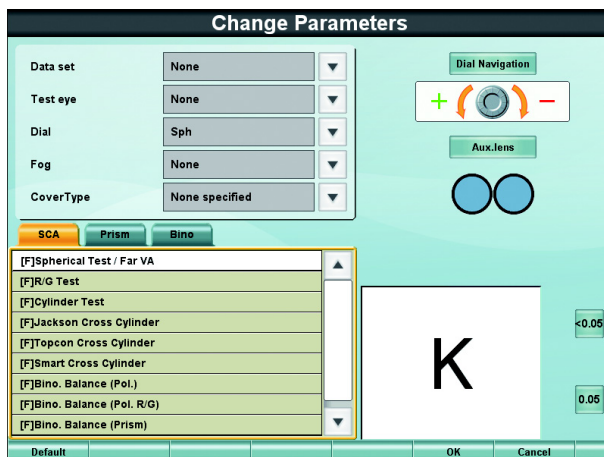 Change Parameters
Data set None
Test eye None
Dial Sph
Fog None
CoverType None specified
Dial Navigation
+ −
Aux.lens
SCA Prism Bino
[F]Spherical Test / Far VA
[F]R/G Test
[F]Cylinder Test
[F]Jackson Cross Cylinder
[F]Topcon Cross Cylinder
[F]Smart Cross Cylinder
[F]Bino. Balance (Pol.)
[F]Bino. Balance (Pol. R/G)
[F]Bino. Balance (Prism)
K
<0.05
0.05
Default OK Cancel